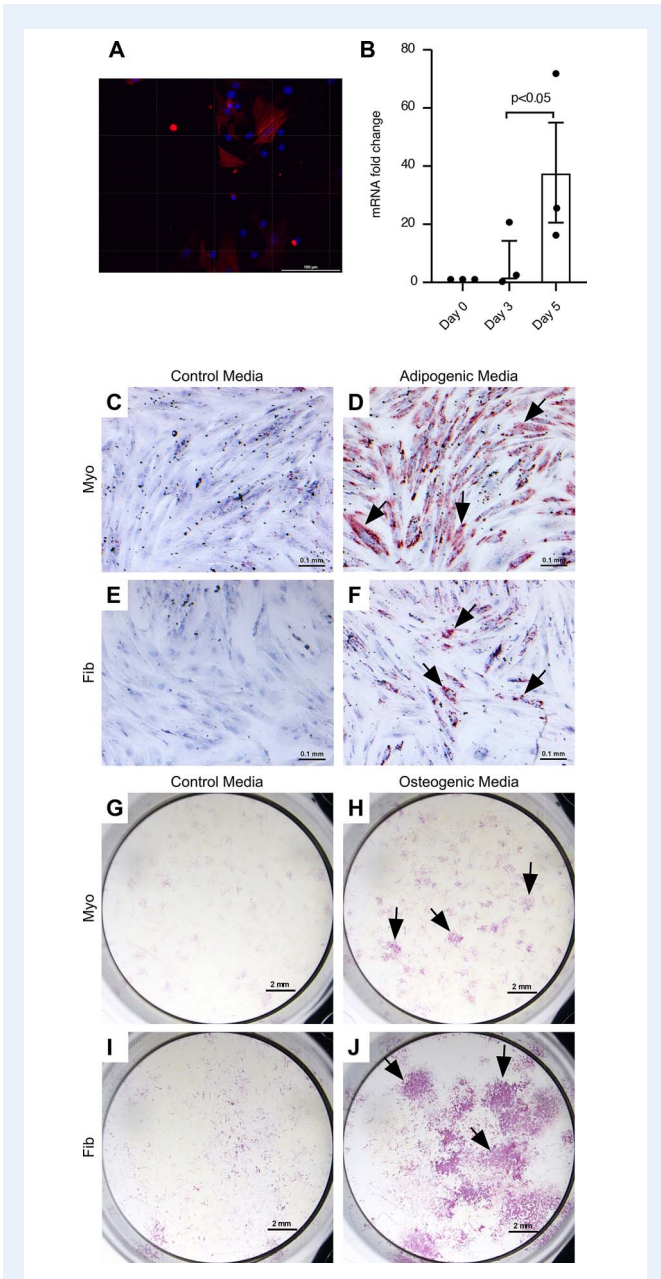 A
100 µm
B
80
60
40
20
0
mRNA fold change
p<0.05
Day 0
Day 3
Day 5
Control Media
Adipogenic Media
Myo
C
0.1 mm
D
0.1 mm
Fib
E
0.1 mm
F
0.1 mm
Control Media
Osteogenic Media
Myo
G
2 mm
H
2 mm
Fib
I
2 mm
J
2 mm